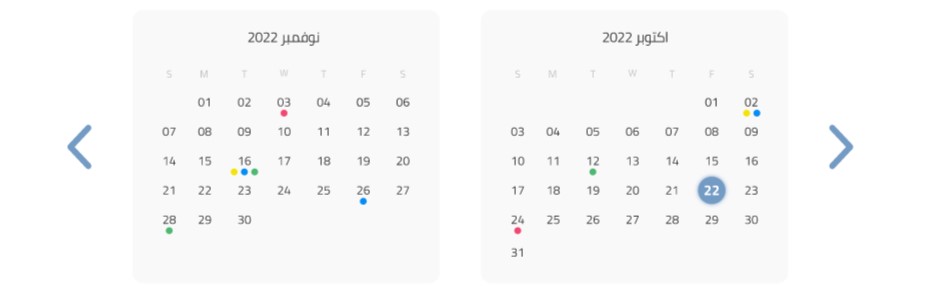 اكتوبر 2022
S M T W T F S
01 02
03 04 05 06 07 08 09
10 11 12 13 14 15 16
17 18 19 20 21 22 23
24 25 26 27 28 29 30
31
نوفمبر 2022
S M T W T F S
01 02 03 04 05 06
07 08 09 10 11 12 13
14 15 16 17 18 19 20
21 22 23 24 25 26 27
28 29 30